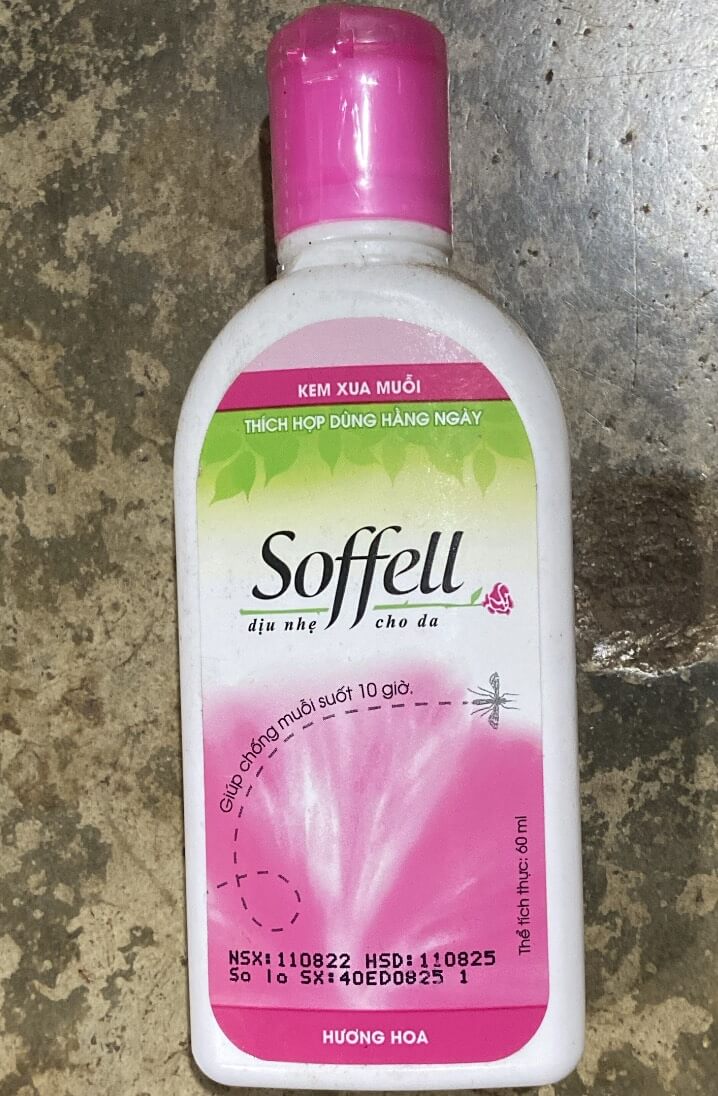 KEM XUA MUỖI
THÍCH HỢP DÙNG HẰNG NGÀY
Soffell
dịu nhẹ cho da
Giúp chống muỗi suốt 10 giờ.
Thể tích thực: 60 ml
NSX:110822 HSD:110825
So lo SX:40ED0825 1
HƯƠNG HOA